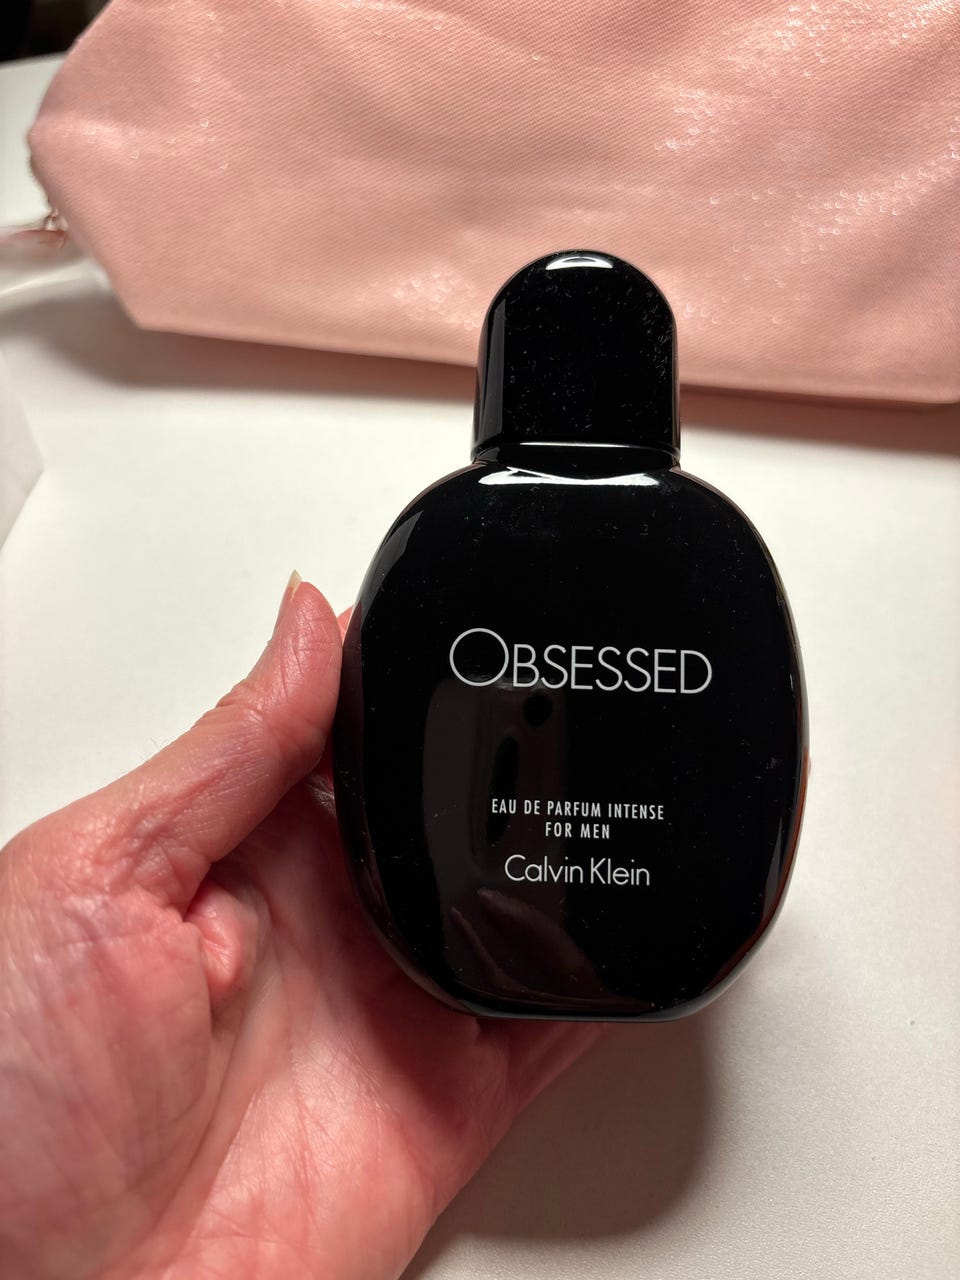 OBSESSED
EAU DE PARFUM INTENSE
FOR MEN
Calvin Klein